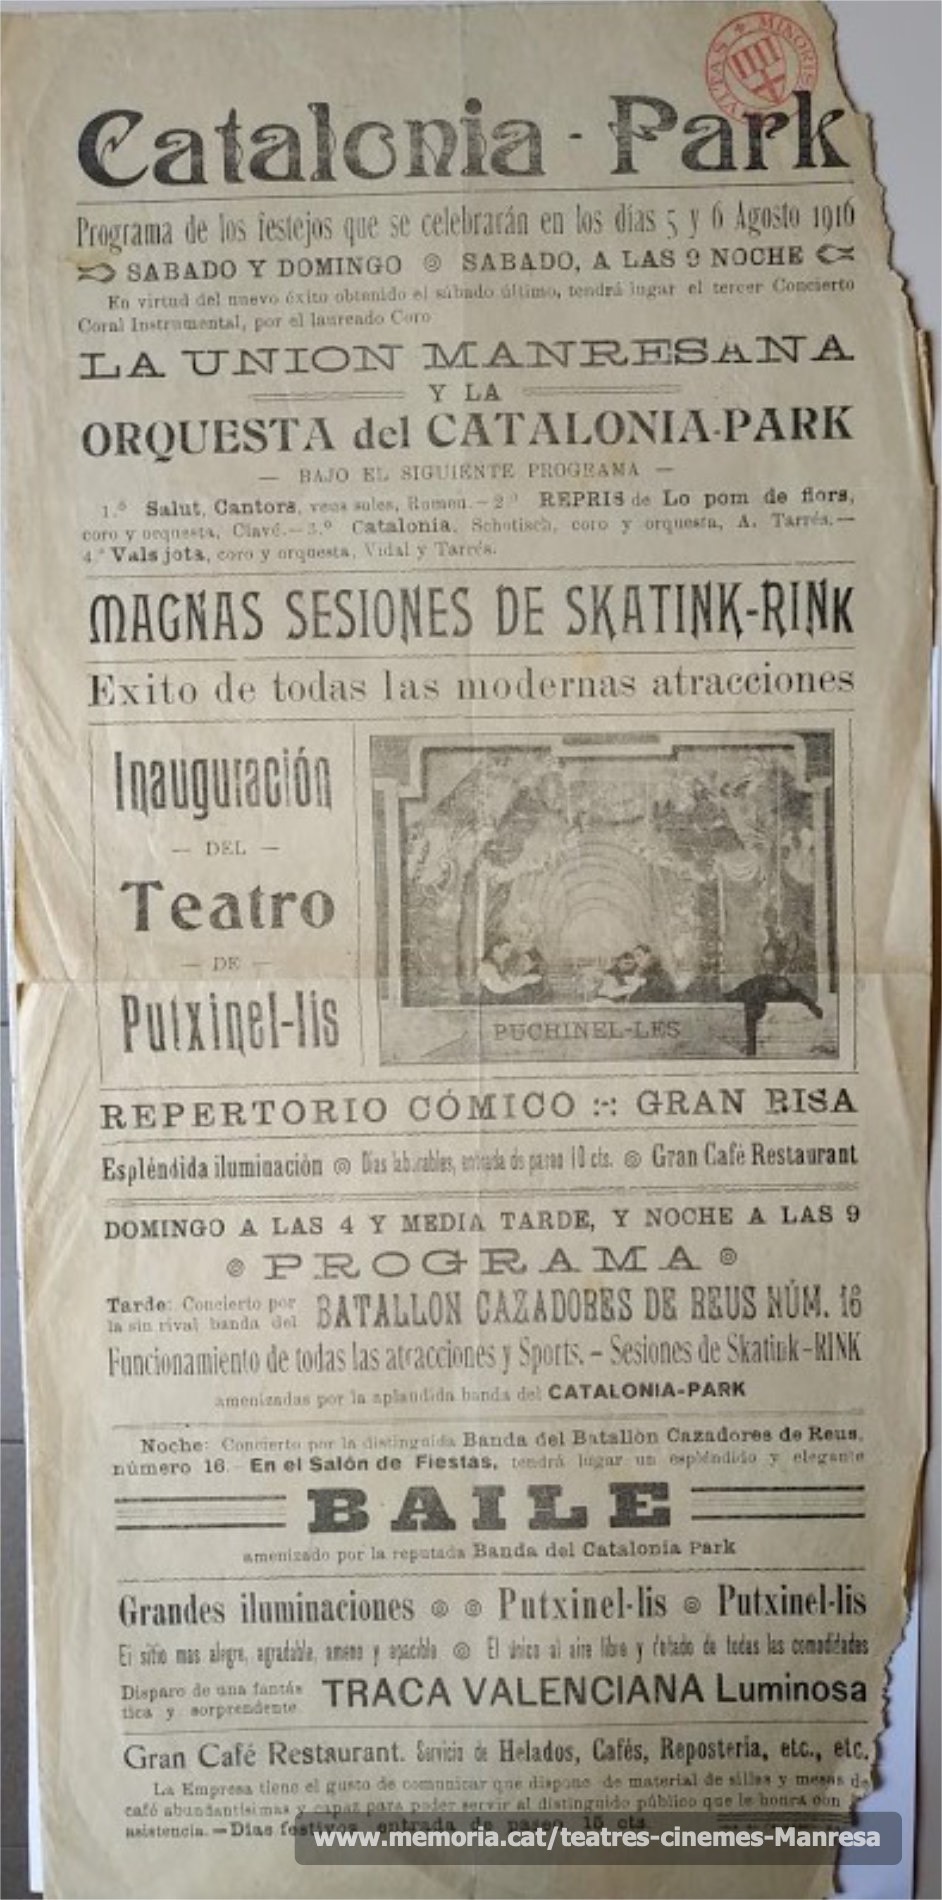 VITAS ✦ MINORIS
Catalonia - Park
Programa de los festejos que se celebrarán en los días 5 y 6 Agosto 1916
SABADO Y DOMINGO SABADO, A LAS 9 NOCHE
En virtud del nuevo éxito obtenido el sábado último, tendrá lugar el tercer Concierto
Coral Instrumental, por el laureado Coro
LA UNION MANRESANA
Y LA
ORQUESTA del CATALONIA-PARK
— BAJO EL SIGUIENTE PROGRAMA —
1.º Salut, Cantors, veus soles, Romeu.—2.º REPRIS de Lo pom de flors,
coro y orquesta, Clavé.—3.º Catalonia, Schotisch, coro y orquesta, A. Tarrés.—
4.º Vals jota, coro y orquesta, Vidal y Tarrés.
MAGNAS SESIONES DE SKATINK-RINK
Exito de todas las modernas atracciones
Inauguración
— DEL —
Teatro
— DE —
Putxinel-lis
PUCHINEL-LES
REPERTORIO CÓMICO :-: GRAN RISA
Espléndida iluminación Días laborables, entrada de paseo 10 cts. Gran Café Restaurant
DOMINGO A LAS 4 Y MEDIA TARDE, Y NOCHE A LAS 9
PROGRAMA
Tarde: Concierto por
la sin rival banda del
BATALLON CAZADORES DE REUS NÚM. 16
Funcionamiento de todas las atracciones y Sports. – Sesiones de Skatink-RINK
amenizadas por la aplaudida banda del CATALONIA-PARK
Noche: Concierto por la distinguida Banda del Batallòn Cazadores de Reus,
número 16.- En el Salón de Fiestas, tendrá lugar un espléndido y elegante
BAILE
amenizado por la reputada Banda del Catalonia Park
Grandes iluminaciones Putxinel-lis Putxinel-lis
El sitio mas alegre, agradable, ameno y apacible El único al aire libre y dotado de todas las comodidades
Disparo de una fantás
tica y sorprendente
TRACA VALENCIANA Luminosa
Gran Café Restaurant. Servicio de Helados, Cafés, Reposteria, etc., etc.
La Empresa tiene el gusto de comunicar que dispone de material de sillas y mesas de
café abundantísimas y capaz para poder servir al distinguido público que le honra con
asistencia.—Dias festivos, entrada de paseo 15 cts.
www.memoria.cat/teatres-cinemes-Manresa